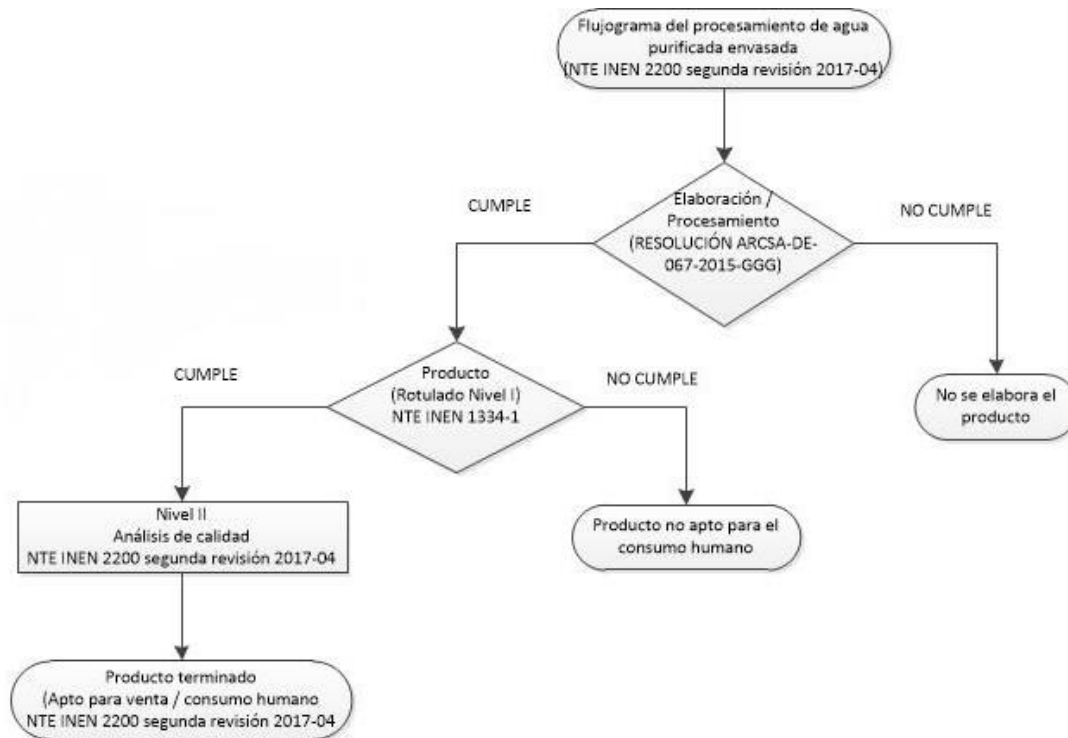 Flujograma del procesamiento de agua
purificada envasada
(NTE INEN 2200 segunda revisión 2017-04)
Elaboración /
Procesamiento
(RESOLUCIÓN ARCSA-DE-
067-2015-GGG)
CUMPLE
NO CUMPLE
No se elabora el
producto
Producto
(Rotulado Nivel I)
NTE INEN 1334-1
CUMPLE
NO CUMPLE
Producto no apto para el
consumo humano
Nivel II
Análisis de calidad
NTE INEN 2200 segunda revisión 2017-04
Producto terminado
(Apto para venta / consumo humano
NTE INEN 2200 segunda revisión 2017-04